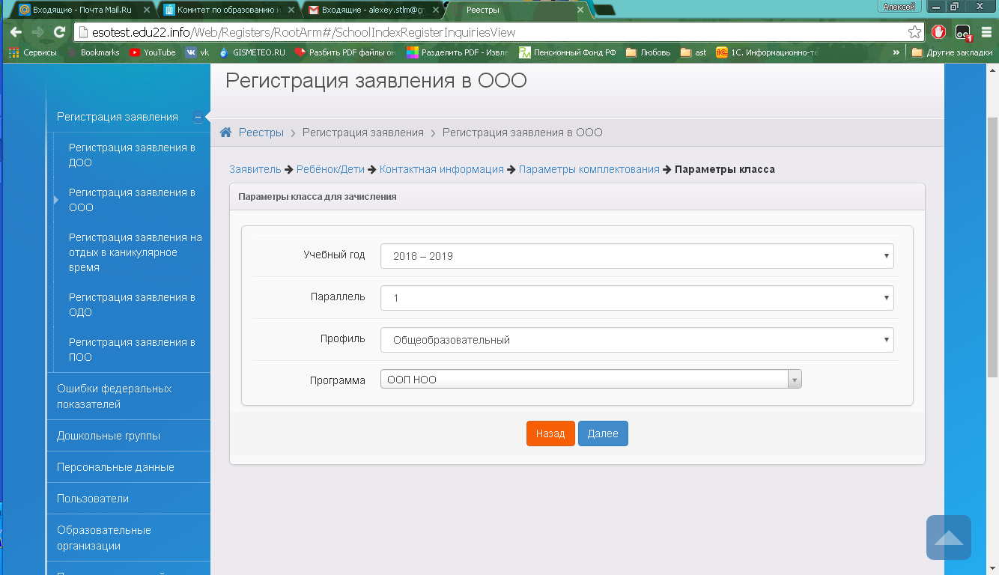 Входящие - Почта Mail.Ru
Комитет по образованию и
Входящие - alexey.stlm@gm
Реестры
Алексей
esotest.edu22.info/Web/Registers/RootArm#/SchoolIndexRegisterInquiriesView
1
Сервисы
Bookmarks
YouTube
vk
GISMETEO.RU
Разбить PDF файлы он
Разделить PDF - Извле
Пенсионный Фонд РФ
Любовь
ast
1С. Информационно-те
»
Другие закладки
Регистрация заявления в ООО
Реестры > Регистрация заявления > Регистрация заявления в ООО
Регистрация заявления
Регистрация заявления в
ДОО
Регистрация заявления в
ООО
Регистрация заявления на
отдых в каникулярное
время
Регистрация заявления в
ОДО
Регистрация заявления в
ПОО
Ошибки федеральных
показателей
Дошкольные группы
Персональные данные
Пользователи
Образовательные
организации
Заявитель → Ребёнок/Дети → Контактная информация → Параметры комплектования → Параметры класса
Параметры класса для зачисления
Учебный год 2018 – 2019
Параллель 1
Профиль Общеобразовательный
Программа ООП НОО
Назад Далее